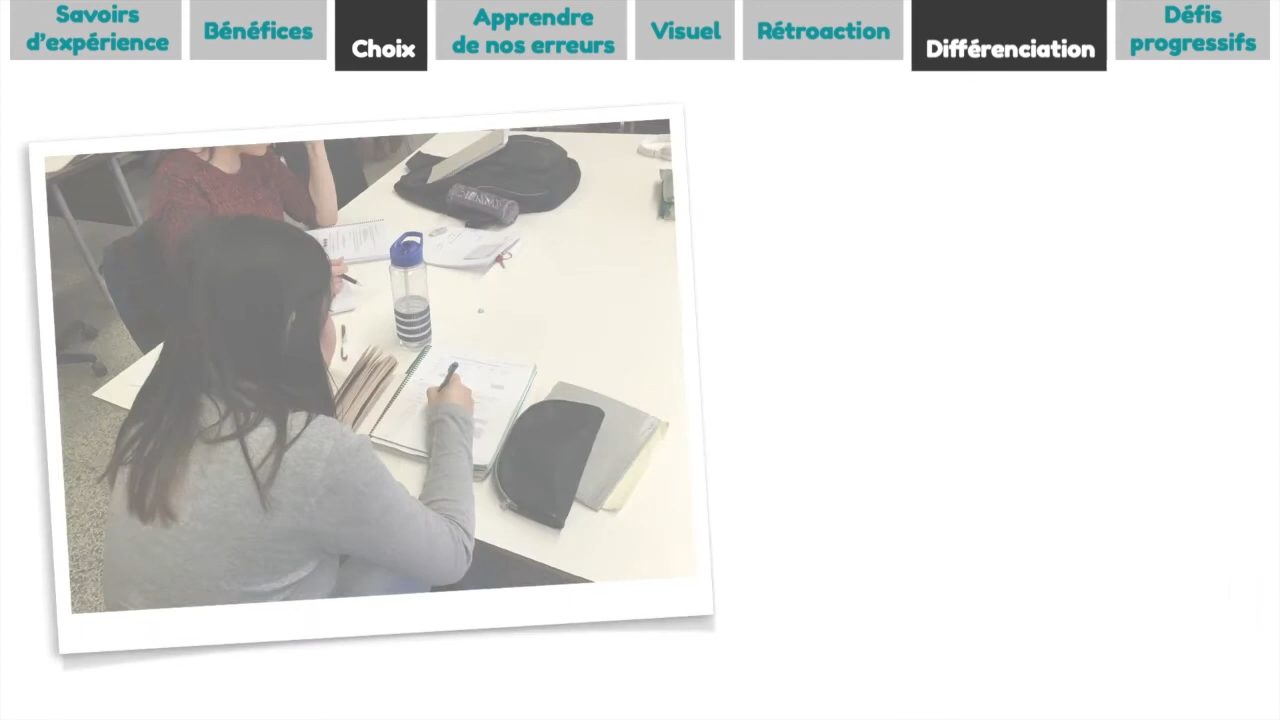 Savoirs
d'expérience
Bénéfices
Choix
Apprendre
de nos erreurs
Visuel
Rétroaction
Différenciation
Défis
progressifs